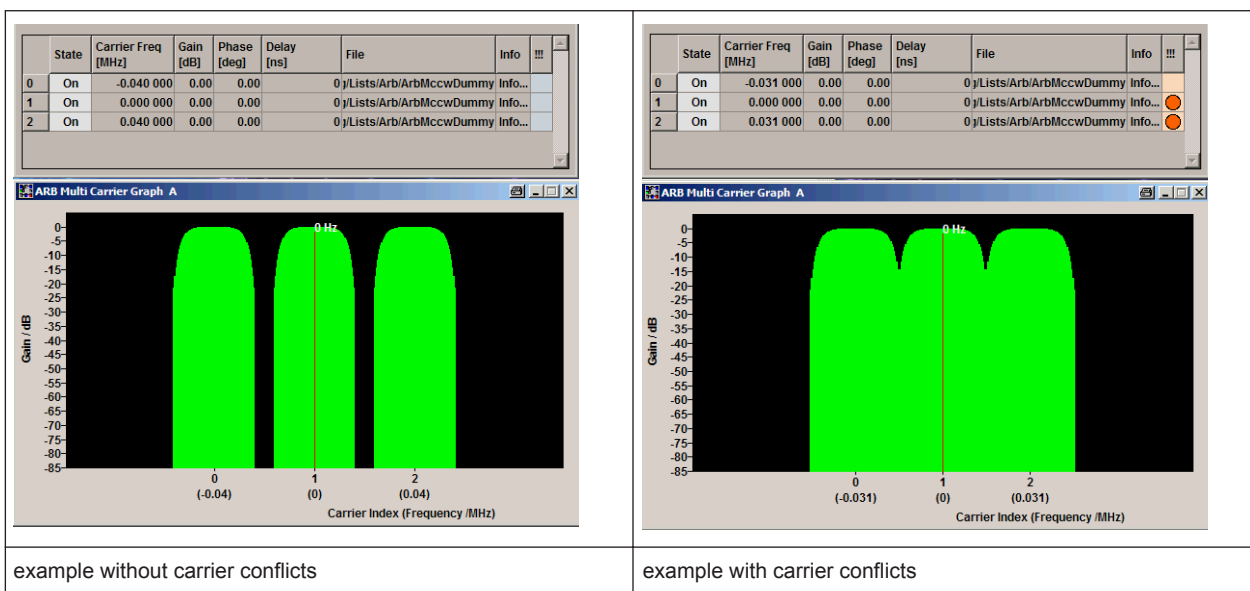 State Carrier Freq [MHz] Gain [dB] Phase [deg] Delay [ns] File Info !!!
0 On -0.040 000 0.00 0.00 0 g/Lists/Arb/ArbMccwDummy Info...
1 On 0.000 000 0.00 0.00 0 g/Lists/Arb/ArbMccwDummy Info...
2 On 0.040 000 0.00 0.00 0 g/Lists/Arb/ArbMccwDummy Info...
ARB Multi Carrier Graph A
0 Hz
0
-5
-10
-15
-20
-25
-30
-35
-40
-45
-50
-55
-60
-65
-70
-75
-80
-85
Gain / dB
0 1 2
(-0.04) (0) (0.04)
Carrier Index (Frequency /MHz)
example without carrier conflicts
State Carrier Freq [MHz] Gain [dB] Phase [deg] Delay [ns] File Info !!!
0 On -0.031 000 0.00 0.00 0 g/Lists/Arb/ArbMccwDummy Info...
1 On 0.000 000 0.00 0.00 0 g/Lists/Arb/ArbMccwDummy Info...
2 On 0.031 000 0.00 0.00 0 g/Lists/Arb/ArbMccwDummy Info...
ARB Multi Carrier Graph A
0 Hz
0
-5
-10
-15
-20
-25
-30
-35
-40
-45
-50
-55
-60
-65
-70
-75
-80
-85
Gain / dB
0 1 2
(-0.031) (0) (0.031)
Carrier Index (Frequency /MHz)
example with carrier conflicts